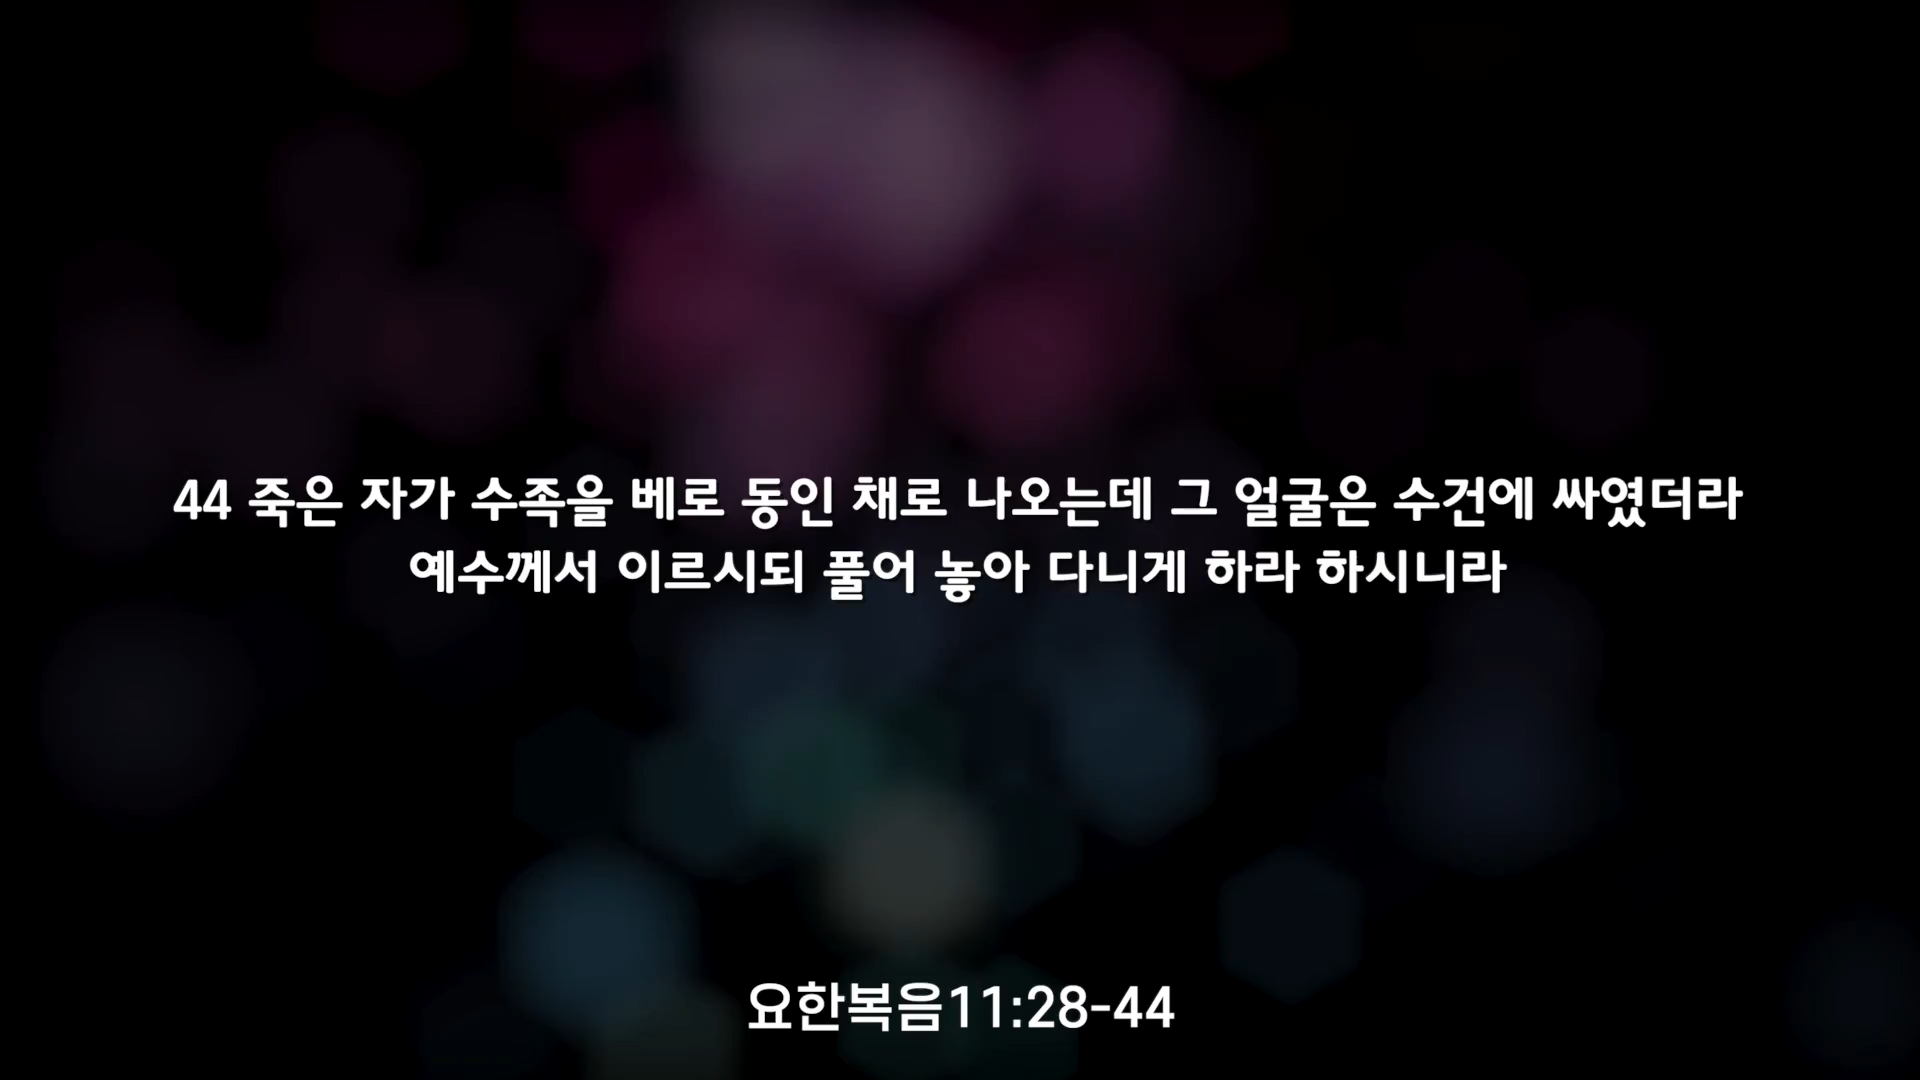 44 죽은 자가 수족을 베로 동인 채로 나오는데 그 얼굴은 수건에 싸였더라
예수께서 이르시되 풀어 놓아 다니게 하라 하시니라
요한복음11:28-44